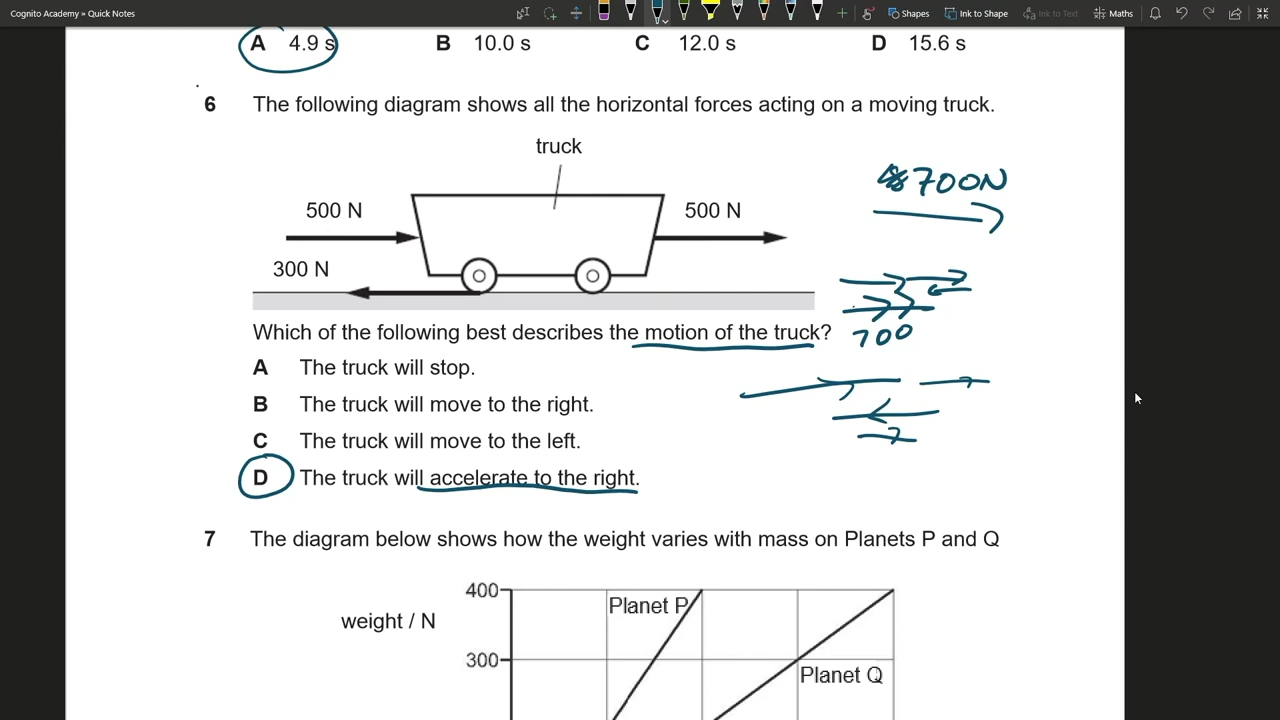 Cognito Academy » Quick Notes
Shapes Ink to Shape Ink to Text Maths
A 4.9 s B 10.0 s C 12.0 s D 15.6 s
6 The following diagram shows all the horizontal forces acting on a moving truck.
truck
700N
500 N 500 N
300 N
Which of the following best describes the motion of the truck?
700
A The truck will stop.
B The truck will move to the right.
C The truck will move to the left.
D The truck will accelerate to the right.
7 The diagram below shows how the weight varies with mass on Planets P and Q
400
Planet P
weight / N
300
Planet Q